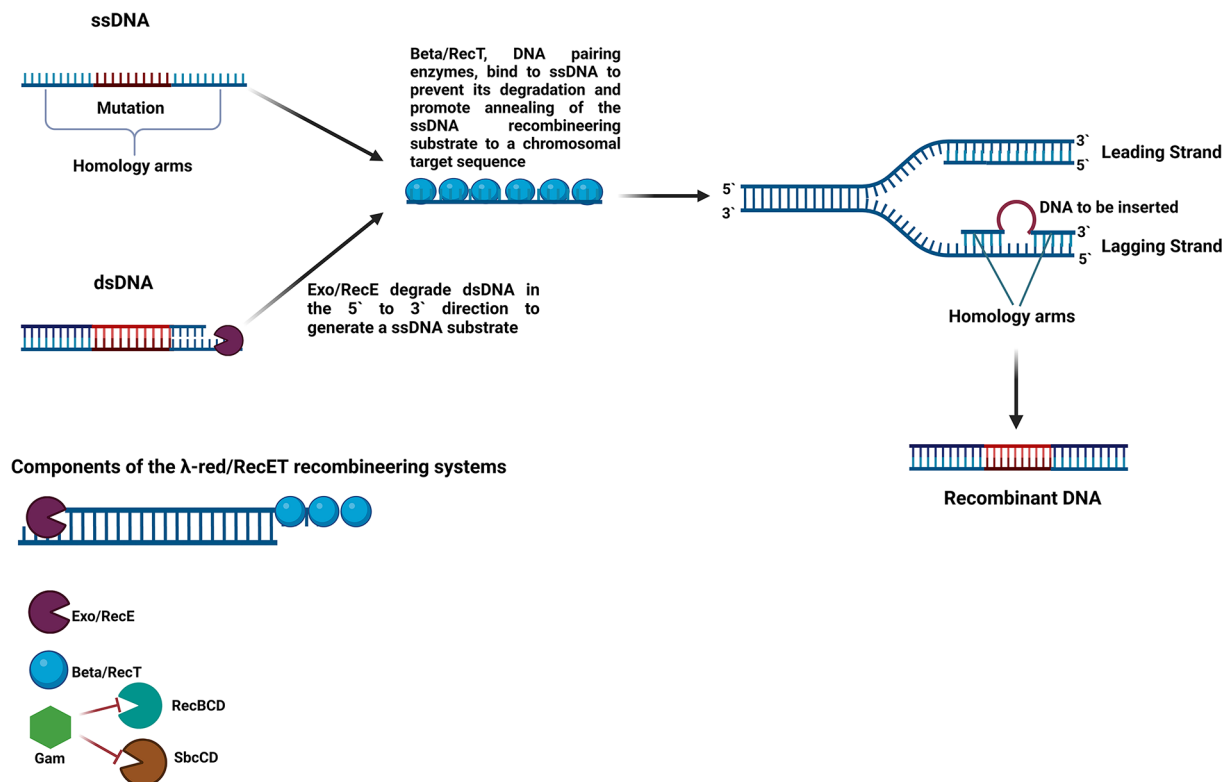 ssDNA
Mutation
Homology arms
Beta/RecT, DNA pairing
enzymes, bind to ssDNA to
prevent its degradation and
promote annealing of the
ssDNA recombineering
substrate to a chromosomal
target sequence
dsDNA
Exo/RecE degrade dsDNA in
the 5` to 3` direction to
generate a ssDNA substrate
5`
3`
3`
5`
Leading Strand
DNA to be inserted
3`
5`
Lagging Strand
Homology arms
Recombinant DNA
Components of the λ-red/RecET recombineering systems
Exo/RecE
Beta/RecT
RecBCD
Gam
SbcCD